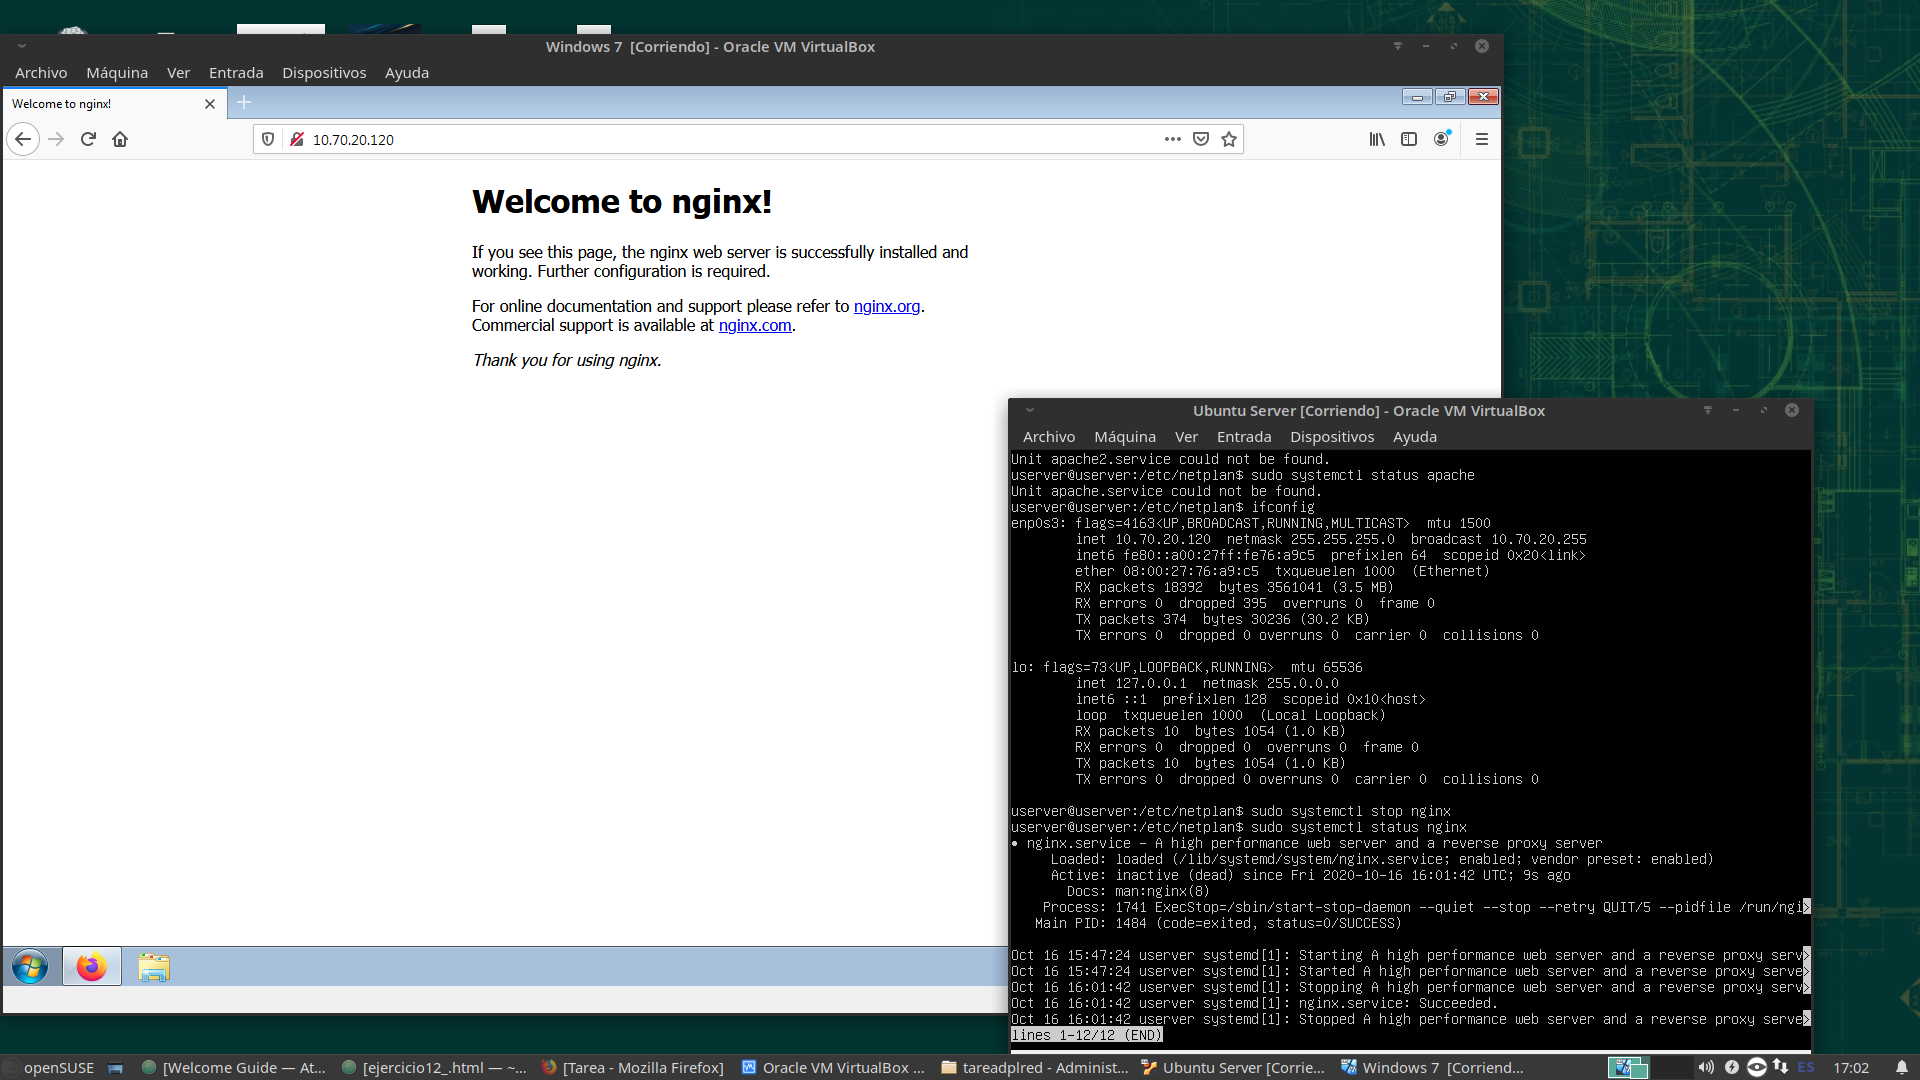 Windows 7  [Corriendo] - Oracle VM VirtualBox
Archivo Máquina Ver Entrada Dispositivos Ayuda
Welcome to nginx!
10.70.20.120
Welcome to nginx!
If you see this page, the nginx web server is successfully installed and
working. Further configuration is required.
For online documentation and support please refer to nginx.org.
Commercial support is available at nginx.com.
Thank you for using nginx.
Ubuntu Server [Corriendo] - Oracle VM VirtualBox
Archivo Máquina Ver Entrada Dispositivos Ayuda
Unit apache2.service could not be found.
userver@userver:/etc/netplan$ sudo systemctl status apache
Unit apache.service could not be found.
userver@userver:/etc/netplan$ ifconfig
enp0s3: flags=4163<UP,BROADCAST,RUNNING,MULTICAST>  mtu 1500
inet 10.70.20.120  netmask 255.255.255.0  broadcast 10.70.20.255
inet6 fe80::a00:27ff:fe76:a9c5  prefixlen 64  scopeid 0x20<link>
ether 08:00:27:76:a9:c5  txqueuelen 1000  (Ethernet)
RX packets 18392  bytes 3561041 (3.5 MB)
RX errors 0  dropped 395  overruns 0  frame 0
TX packets 374  bytes 30236 (30.2 KB)
TX errors 0  dropped 0 overruns 0  carrier 0  collisions 0
lo: flags=73<UP,LOOPBACK,RUNNING>  mtu 65536
inet 127.0.0.1  netmask 255.0.0.0
inet6 ::1  prefixlen 128  scopeid 0x10<host>
loop  txqueuelen 1000  (Local Loopback)
RX packets 10  bytes 1054 (1.0 KB)
RX errors 0  dropped 0  overruns 0  frame 0
TX packets 10  bytes 1054 (1.0 KB)
TX errors 0  dropped 0 overruns 0  carrier 0  collisions 0
userver@userver:/etc/netplan$ sudo systemctl stop nginx
userver@userver:/etc/netplan$ sudo systemctl status nginx
● nginx.service - A high performance web server and a reverse proxy server
Loaded: loaded (/lib/systemd/system/nginx.service; enabled; vendor preset: enabled)
Active: inactive (dead) since Fri 2020-10-16 16:01:42 UTC; 9s ago
Docs: man:nginx(8)
Process: 1741 ExecStop=/sbin/start-stop-daemon --quiet --stop --retry QUIT/5 --pidfile /run/ngi>
Main PID: 1484 (code=exited, status=0/SUCCESS)
Oct 16 15:47:24 userver systemd[1]: Starting A high performance web server and a reverse proxy serv>
Oct 16 15:47:24 userver systemd[1]: Started A high performance web server and a reverse proxy serve>
Oct 16 16:01:42 userver systemd[1]: Stopping A high performance web server and a reverse proxy serv>
Oct 16 16:01:42 userver systemd[1]: nginx.service: Succeeded.
Oct 16 16:01:42 userver systemd[1]: Stopped A high performance web server and a reverse proxy serve>
lines 1-12/12 (END)
openSUSE [Welcome Guide — At... [ejercicio12_.html — ~... [Tarea - Mozilla Firefox] Oracle VM VirtualBox ... tareadplred - Administ... Ubuntu Server [Corrie... Windows 7  [Corriend... ES 17:02